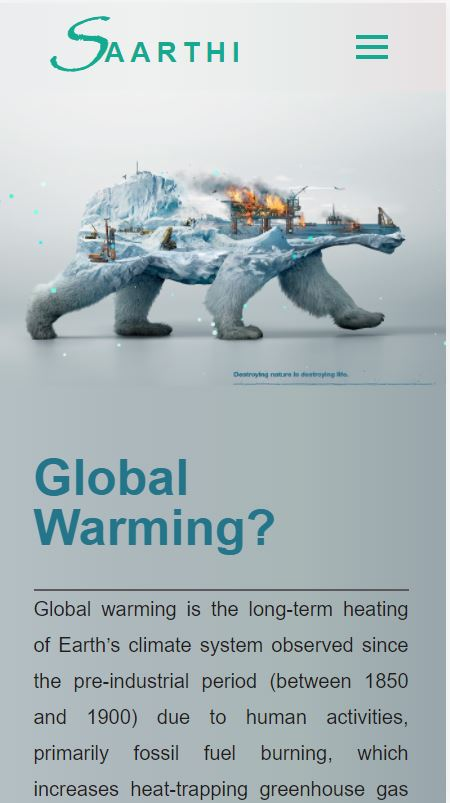 SAARTHI
Destroying nature is destroying life.
Global
Warming?
Global warming is the long-term heating
of Earth’s climate system observed since
the pre-industrial period (between 1850
and 1900) due to human activities,
primarily fossil fuel burning, which
increases heat-trapping greenhouse gas